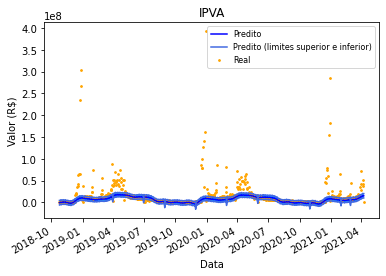 IPVA
1e8
Predito
Predito (limites superior e inferior)
Real
Valor (R$)
4.0
3.5
3.0
2.5
2.0
1.5
1.0
0.5
0.0
2018-10
2019-01
2019-04
2019-07
2019-10
2020-01
2020-04
2020-07
2020-10
2021-01
2021-04
Data